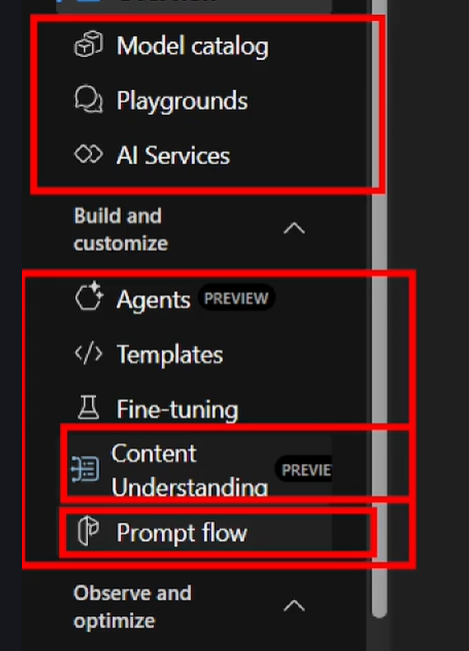 Model catalog
Playgrounds
AI Services
Build and
customize
Agents PREVIEW
Templates
Fine-tuning
Content
Understanding PREVIE
Prompt flow
Observe and
optimize